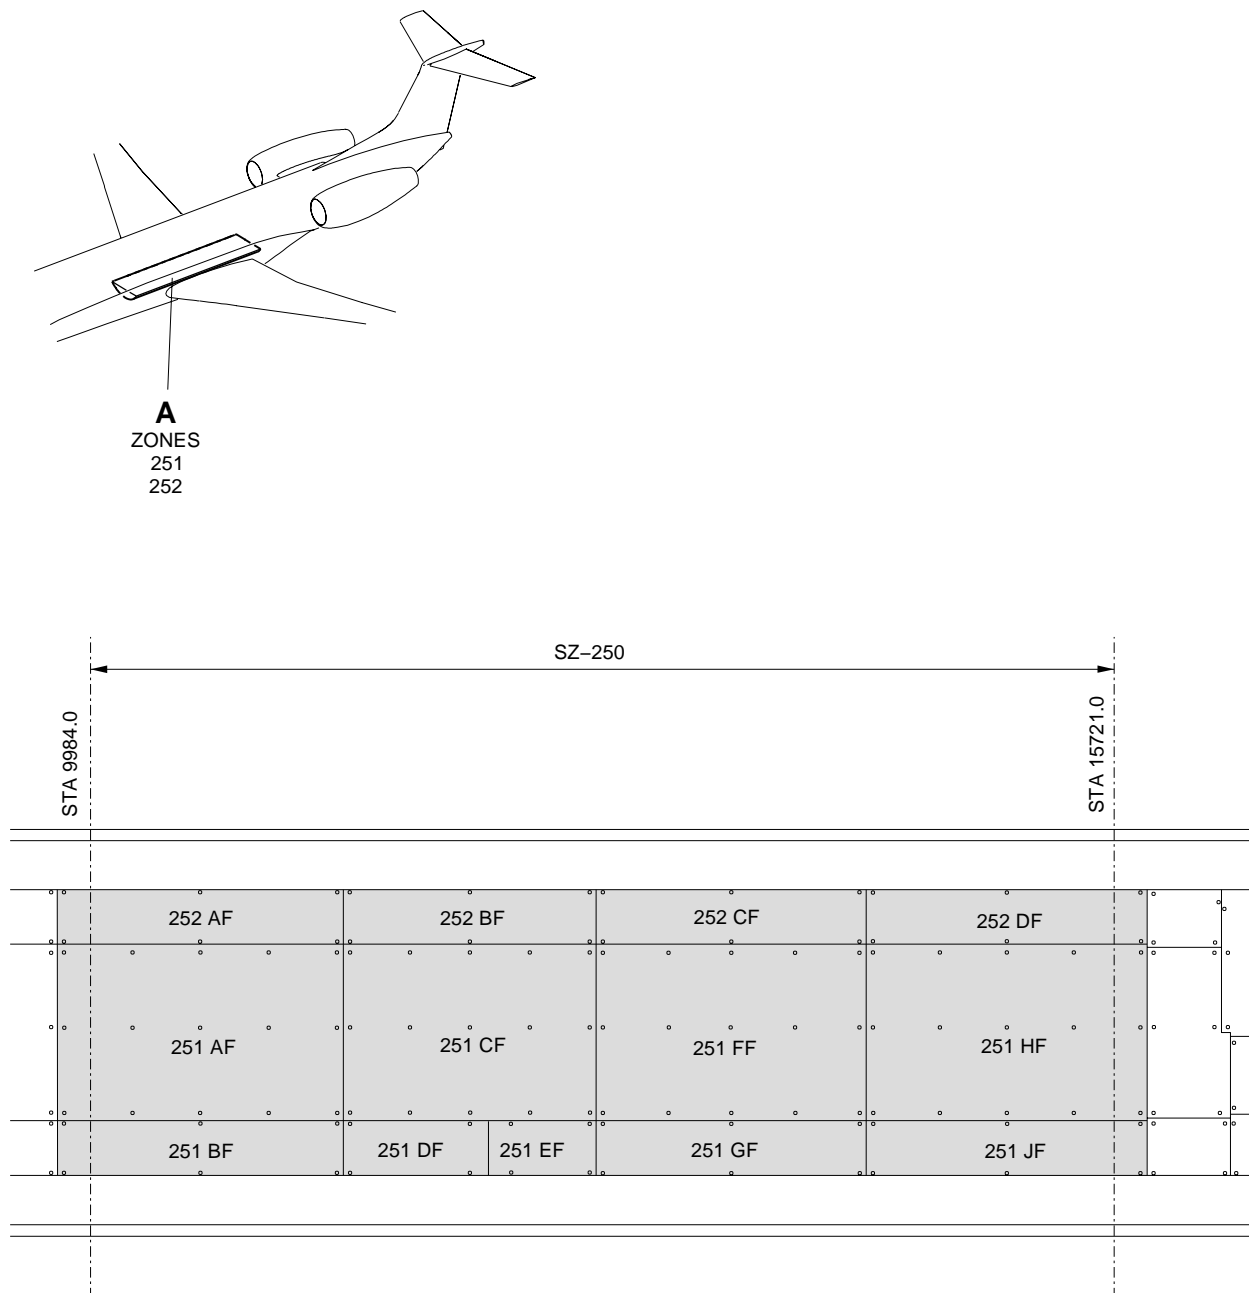 A
ZONES
251
252
SZ–250
STA 9984.0
STA 15721.0
252 AF
252 BF
252 CF
252 DF
251 AF
251 CF
251 FF
251 HF
251 BF
251 DF
251 EF
251 GF
251 JF